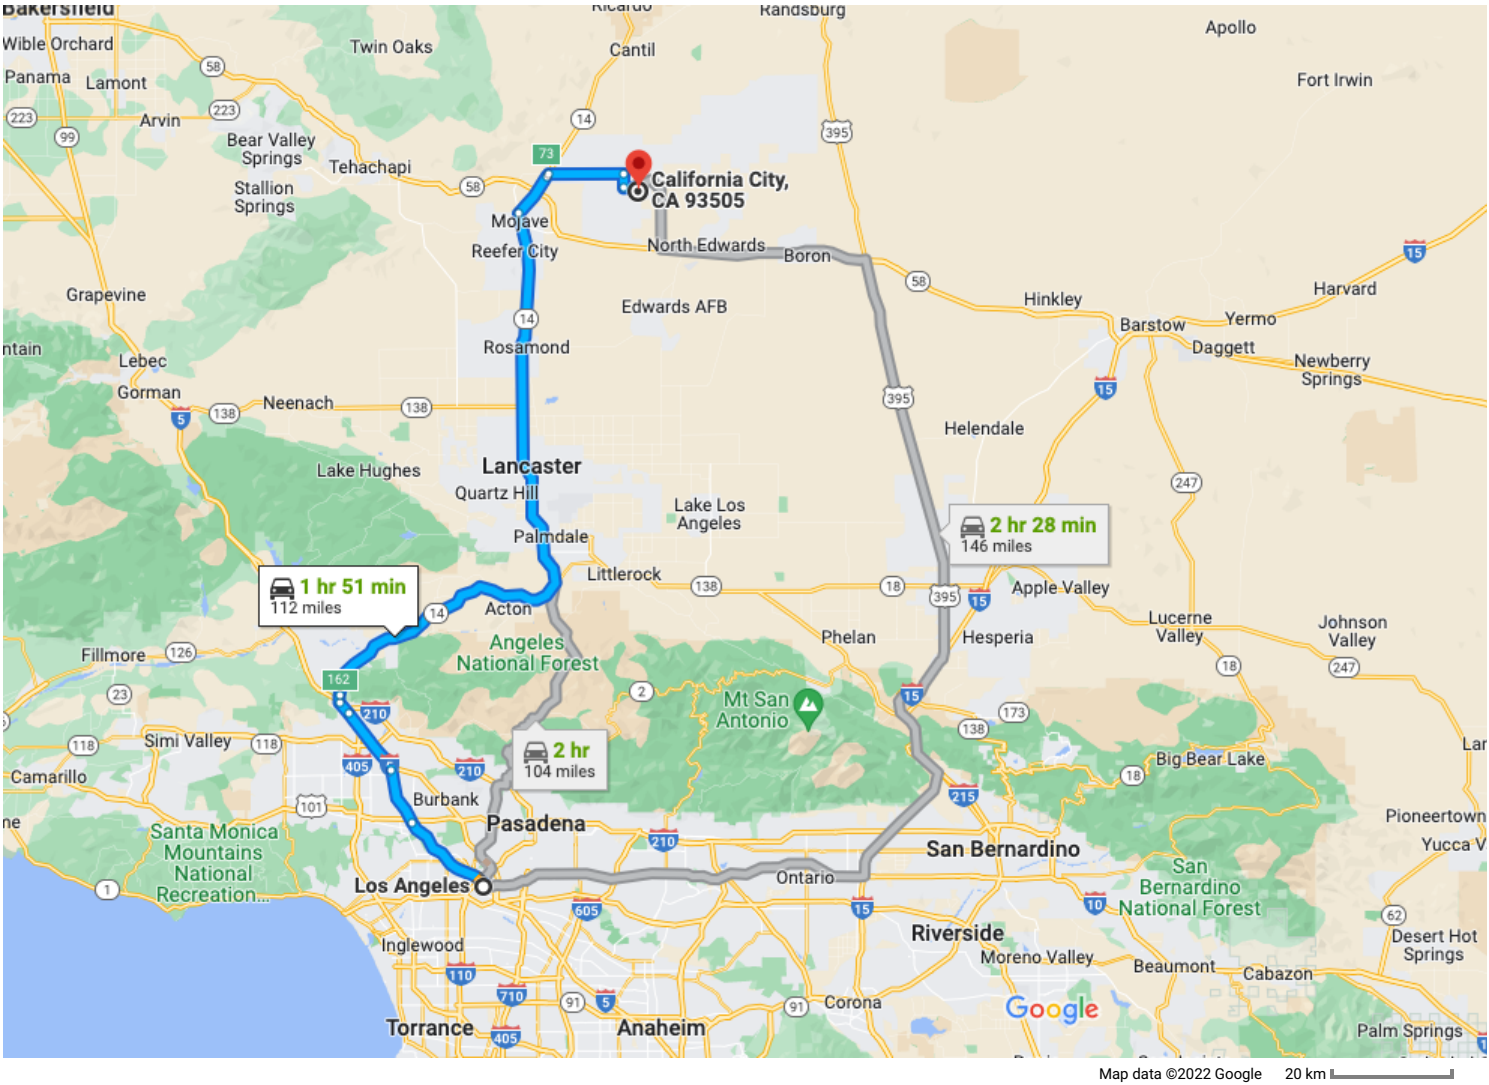 Bakersfield
Ricardo
Randsburg
Wible Orchard
Twin Oaks
Cantil
Apollo
Panama
Lamont
58
Fort Irwin
223
Arvin
223
14
99
395
Bear Valley
Springs
73
Tehachapi
58
Stallion
Springs
California City,
CA 93505
Mojave
Reefer City
North Edwards
Boron
15
58
Grapevine
Edwards AFB
Hinkley
Harvard
14
Barstow
Yermo
ntain
Rosamond
Daggett
Lebec
Newberry
Springs
Gorman
15
5
138
Neenach
138
395
Helendale
Lake Hughes
Lancaster
Quartz Hill
247
Lake Los
Angeles
2 hr 28 min
146 miles
Palmdale
1 hr 51 min
112 miles
Littlerock
138
18
395
15
Apple Valley
14
Acton
Lucerne
Valley
Johnson
Valley
Fillmore
126
Angeles
National Forest
Phelan
Hesperia
18
247
162
23
2
Mt San
Antonio
15
210
173
138
118
Simi Valley
118
405
5
210
2 hr
104 miles
Lar
Big Bear Lake
Camarillo
18
101
Burbank
215
Pioneertown
me
Santa Monica
Mountains
National
Recreation...
Pasadena
210
San Bernardino
Yucca V
San
Bernardino
National Forest
1
Los Angeles
Ontario
605
15
10
62
Inglewood
Riverside
Desert Hot
Springs
110
Moreno Valley
Beaumont
Cabazon
710
91
5
91
Corona
Google
Torrance
405
Anaheim
Palm Springs
1
Map data ©2022 Google
20 km